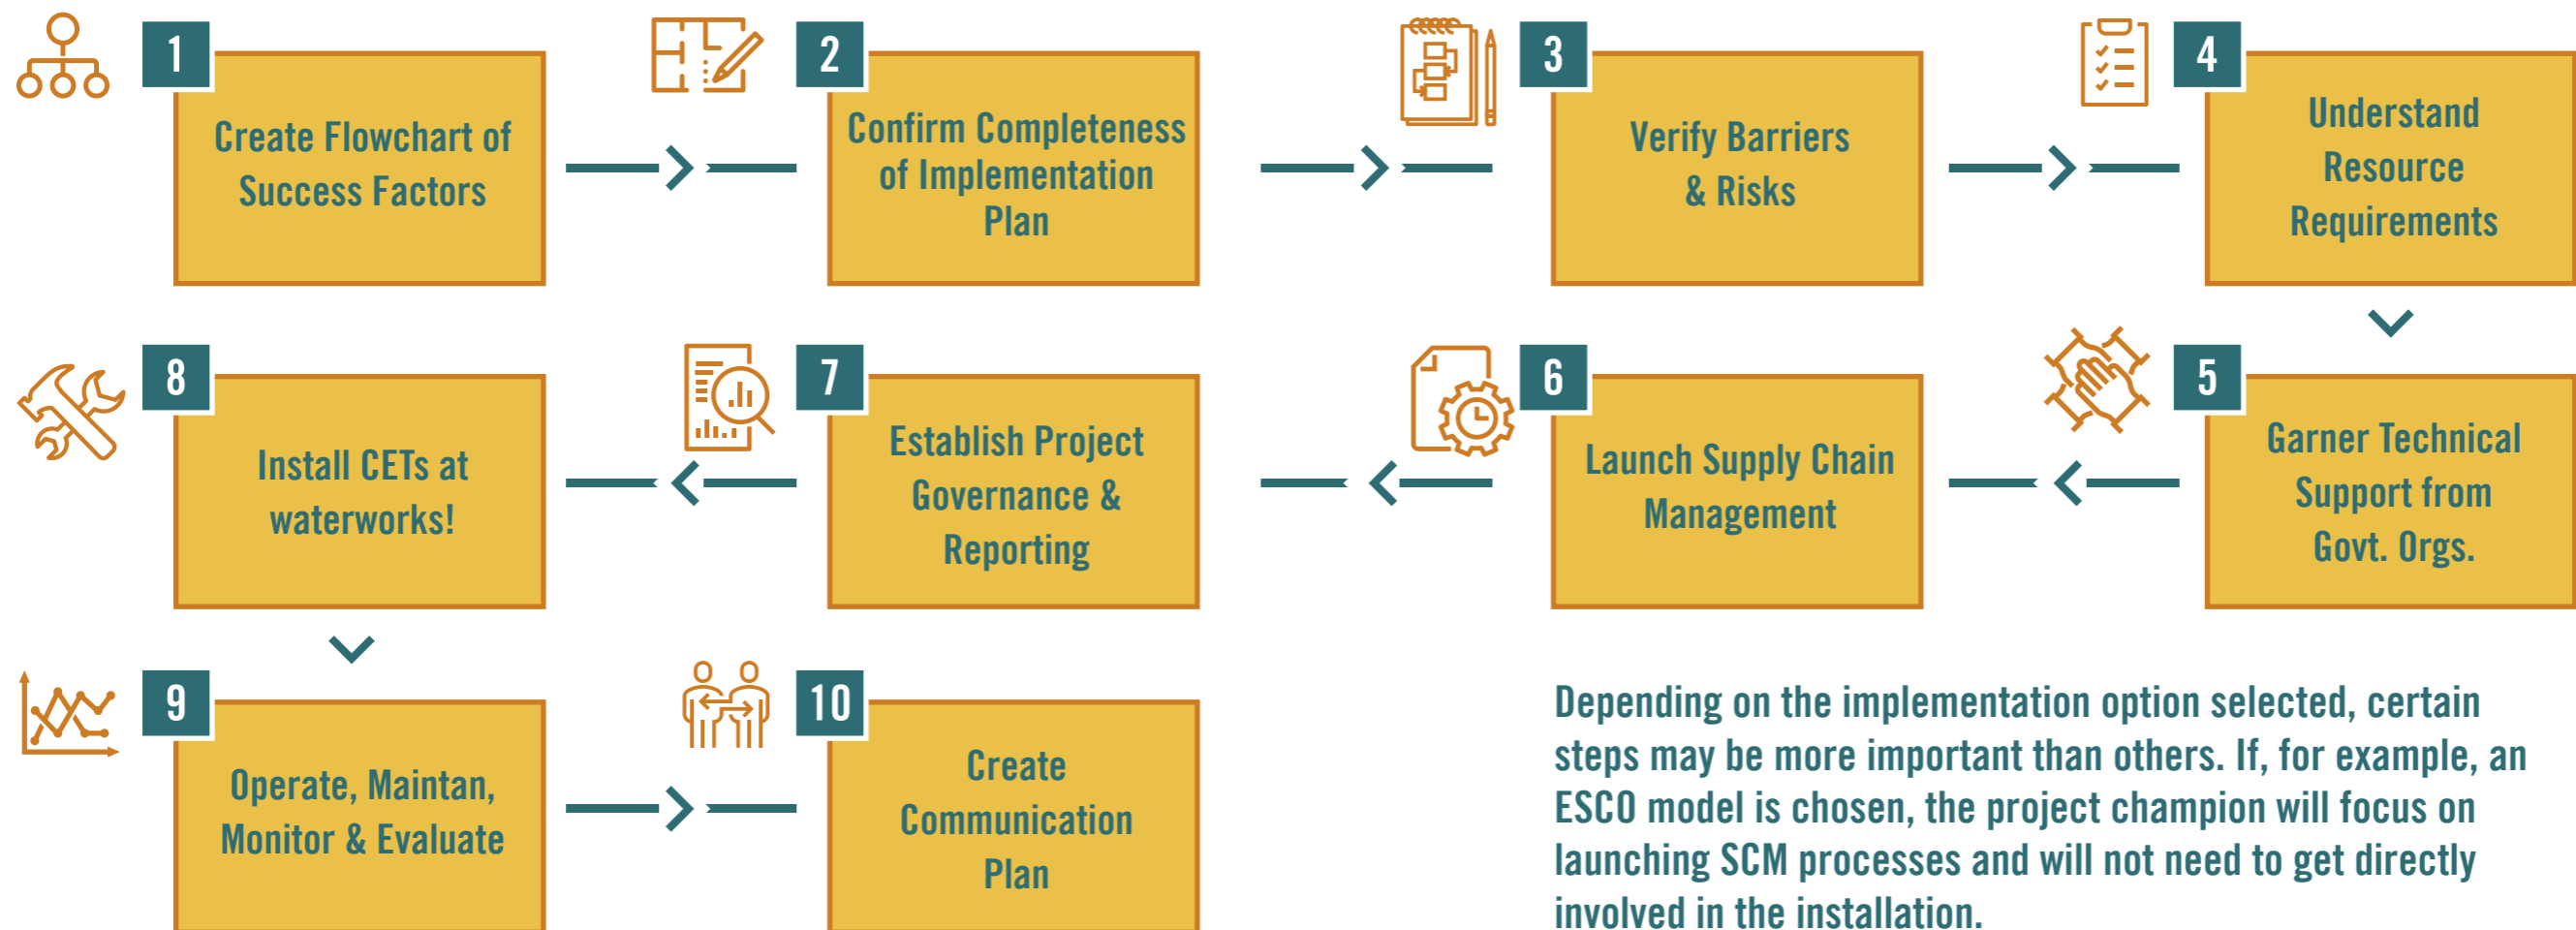 1
Create Flowchart of
Success Factors
2
Confirm Completeness
of Implementation
Plan
3
Verify Barriers
& Risks
4
Understand
Resource
Requirements
5
Garner Technical
Support from
Govt. Orgs.
6
Launch Supply Chain
Management
7
Establish Project
Governance &
Reporting
8
Install CETs at
waterworks!
9
Operate, Maintan,
Monitor & Evaluate
10
Create
Communication
Plan
Depending on the implementation option selected, certain
steps may be more important than others. If, for example, an
ESCO model is chosen, the project champion will focus on
launching SCM processes and will not need to get directly
involved in the installation.